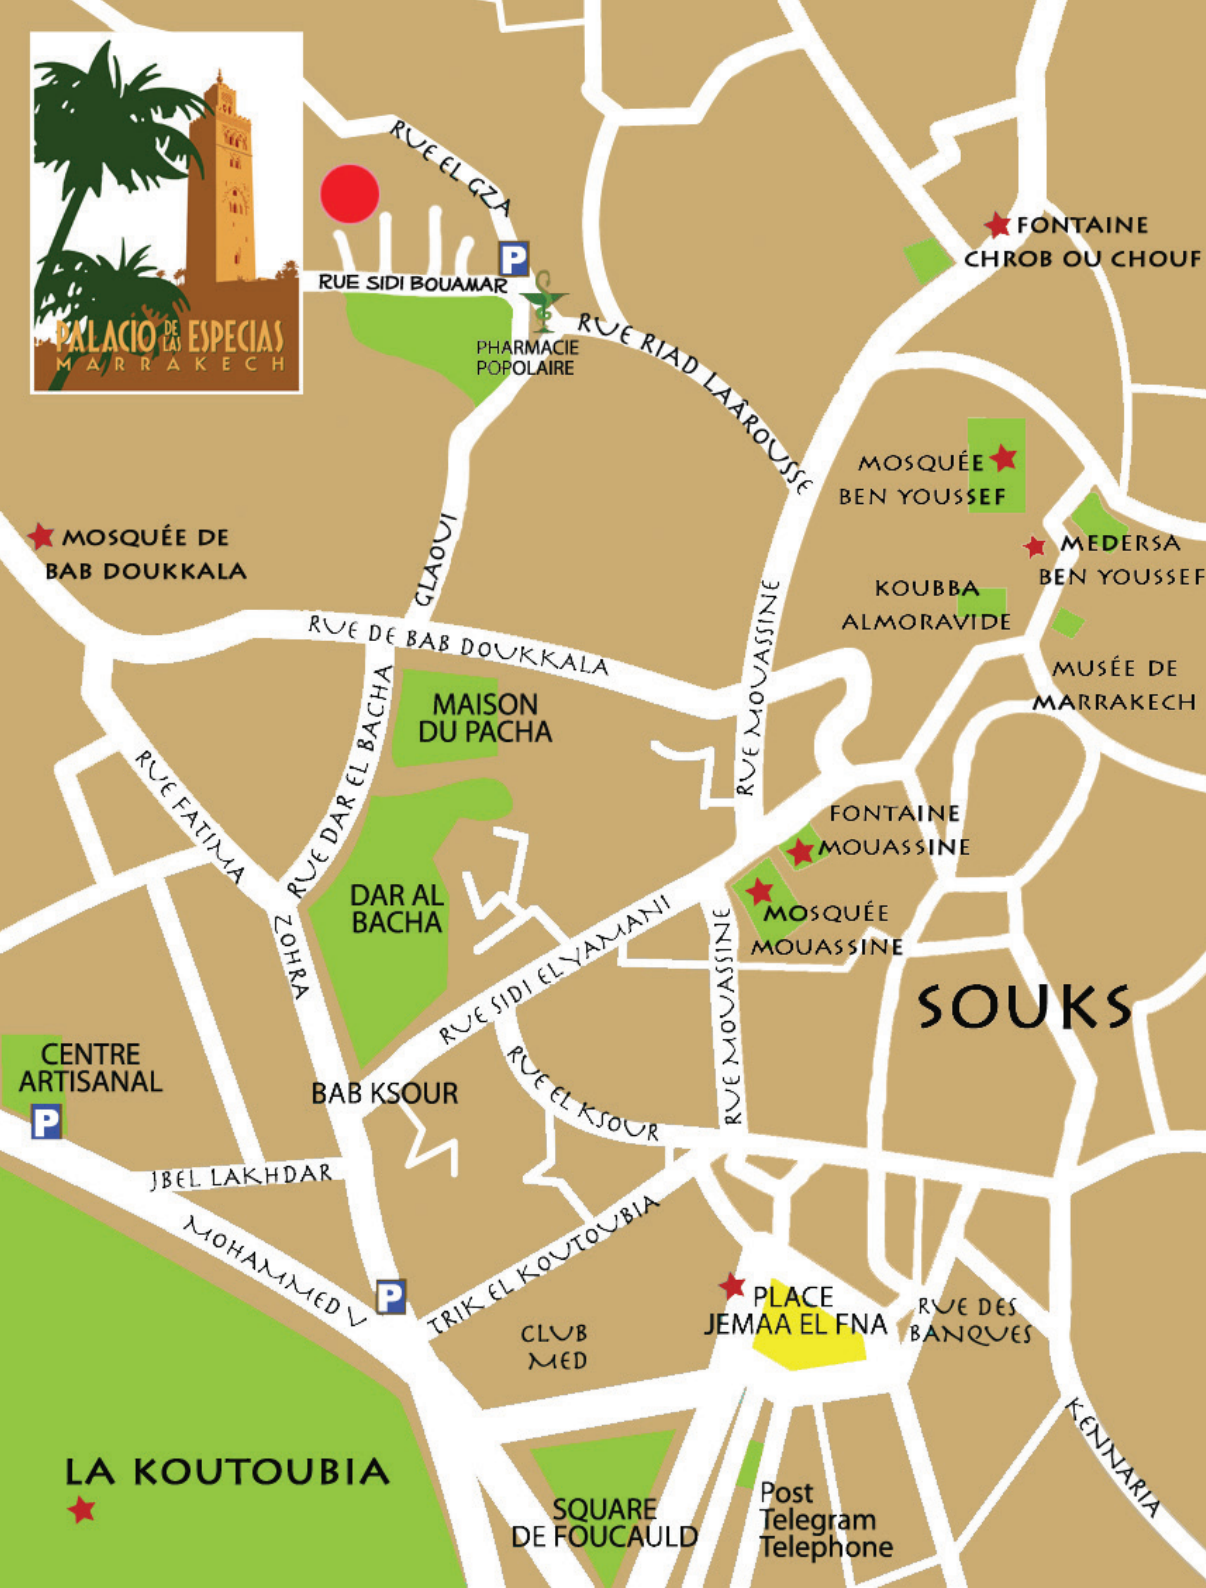 PALACIO DE LAS ESPECIAS
MARRAKECH
RUE EL GZA
P
RUE SIDI BOUAMAR
PHARMACIE
POPOLAIRE
RUE RIAD LAÂROUSSE
FONTAINE
CHROB OU CHOUF
MOSQUÉE
BEN YOUSSEF
MEDERSA
BEN YOUSSEF
KOUBBA
ALMORAVIDE
MUSÉE DE
MARRAKECH
MOSQUÉE DE
BAB DOUKKALA
GLAOUI
RUE DE BAB DOUKKALA
RUE MOUASSINE
MAISON
DU PACHA
RUE DAR EL BACHA
RUE FATIMA
ZOHRA
DAR AL
BACHA
FONTAINE
MOUASSINE
MOSQUÉE
MOUASSINE
RUE SIDI EL YAMANI
RUE MOUASSINE
SOUKS
CENTRE
ARTISANAL
P
BAB KSOUR
RUE EL KSOUR
JBEL LAKHDAR
MOHAMMED V
P
TRIK EL KOUTOUBIA
CLUB
MED
PLACE
JEMAA EL FNA
RUE DES
BANQUES
KENNARIA
LA KOUTOUBIA
SQUARE
DE FOUCAULD
Post
Telegram
Telephone